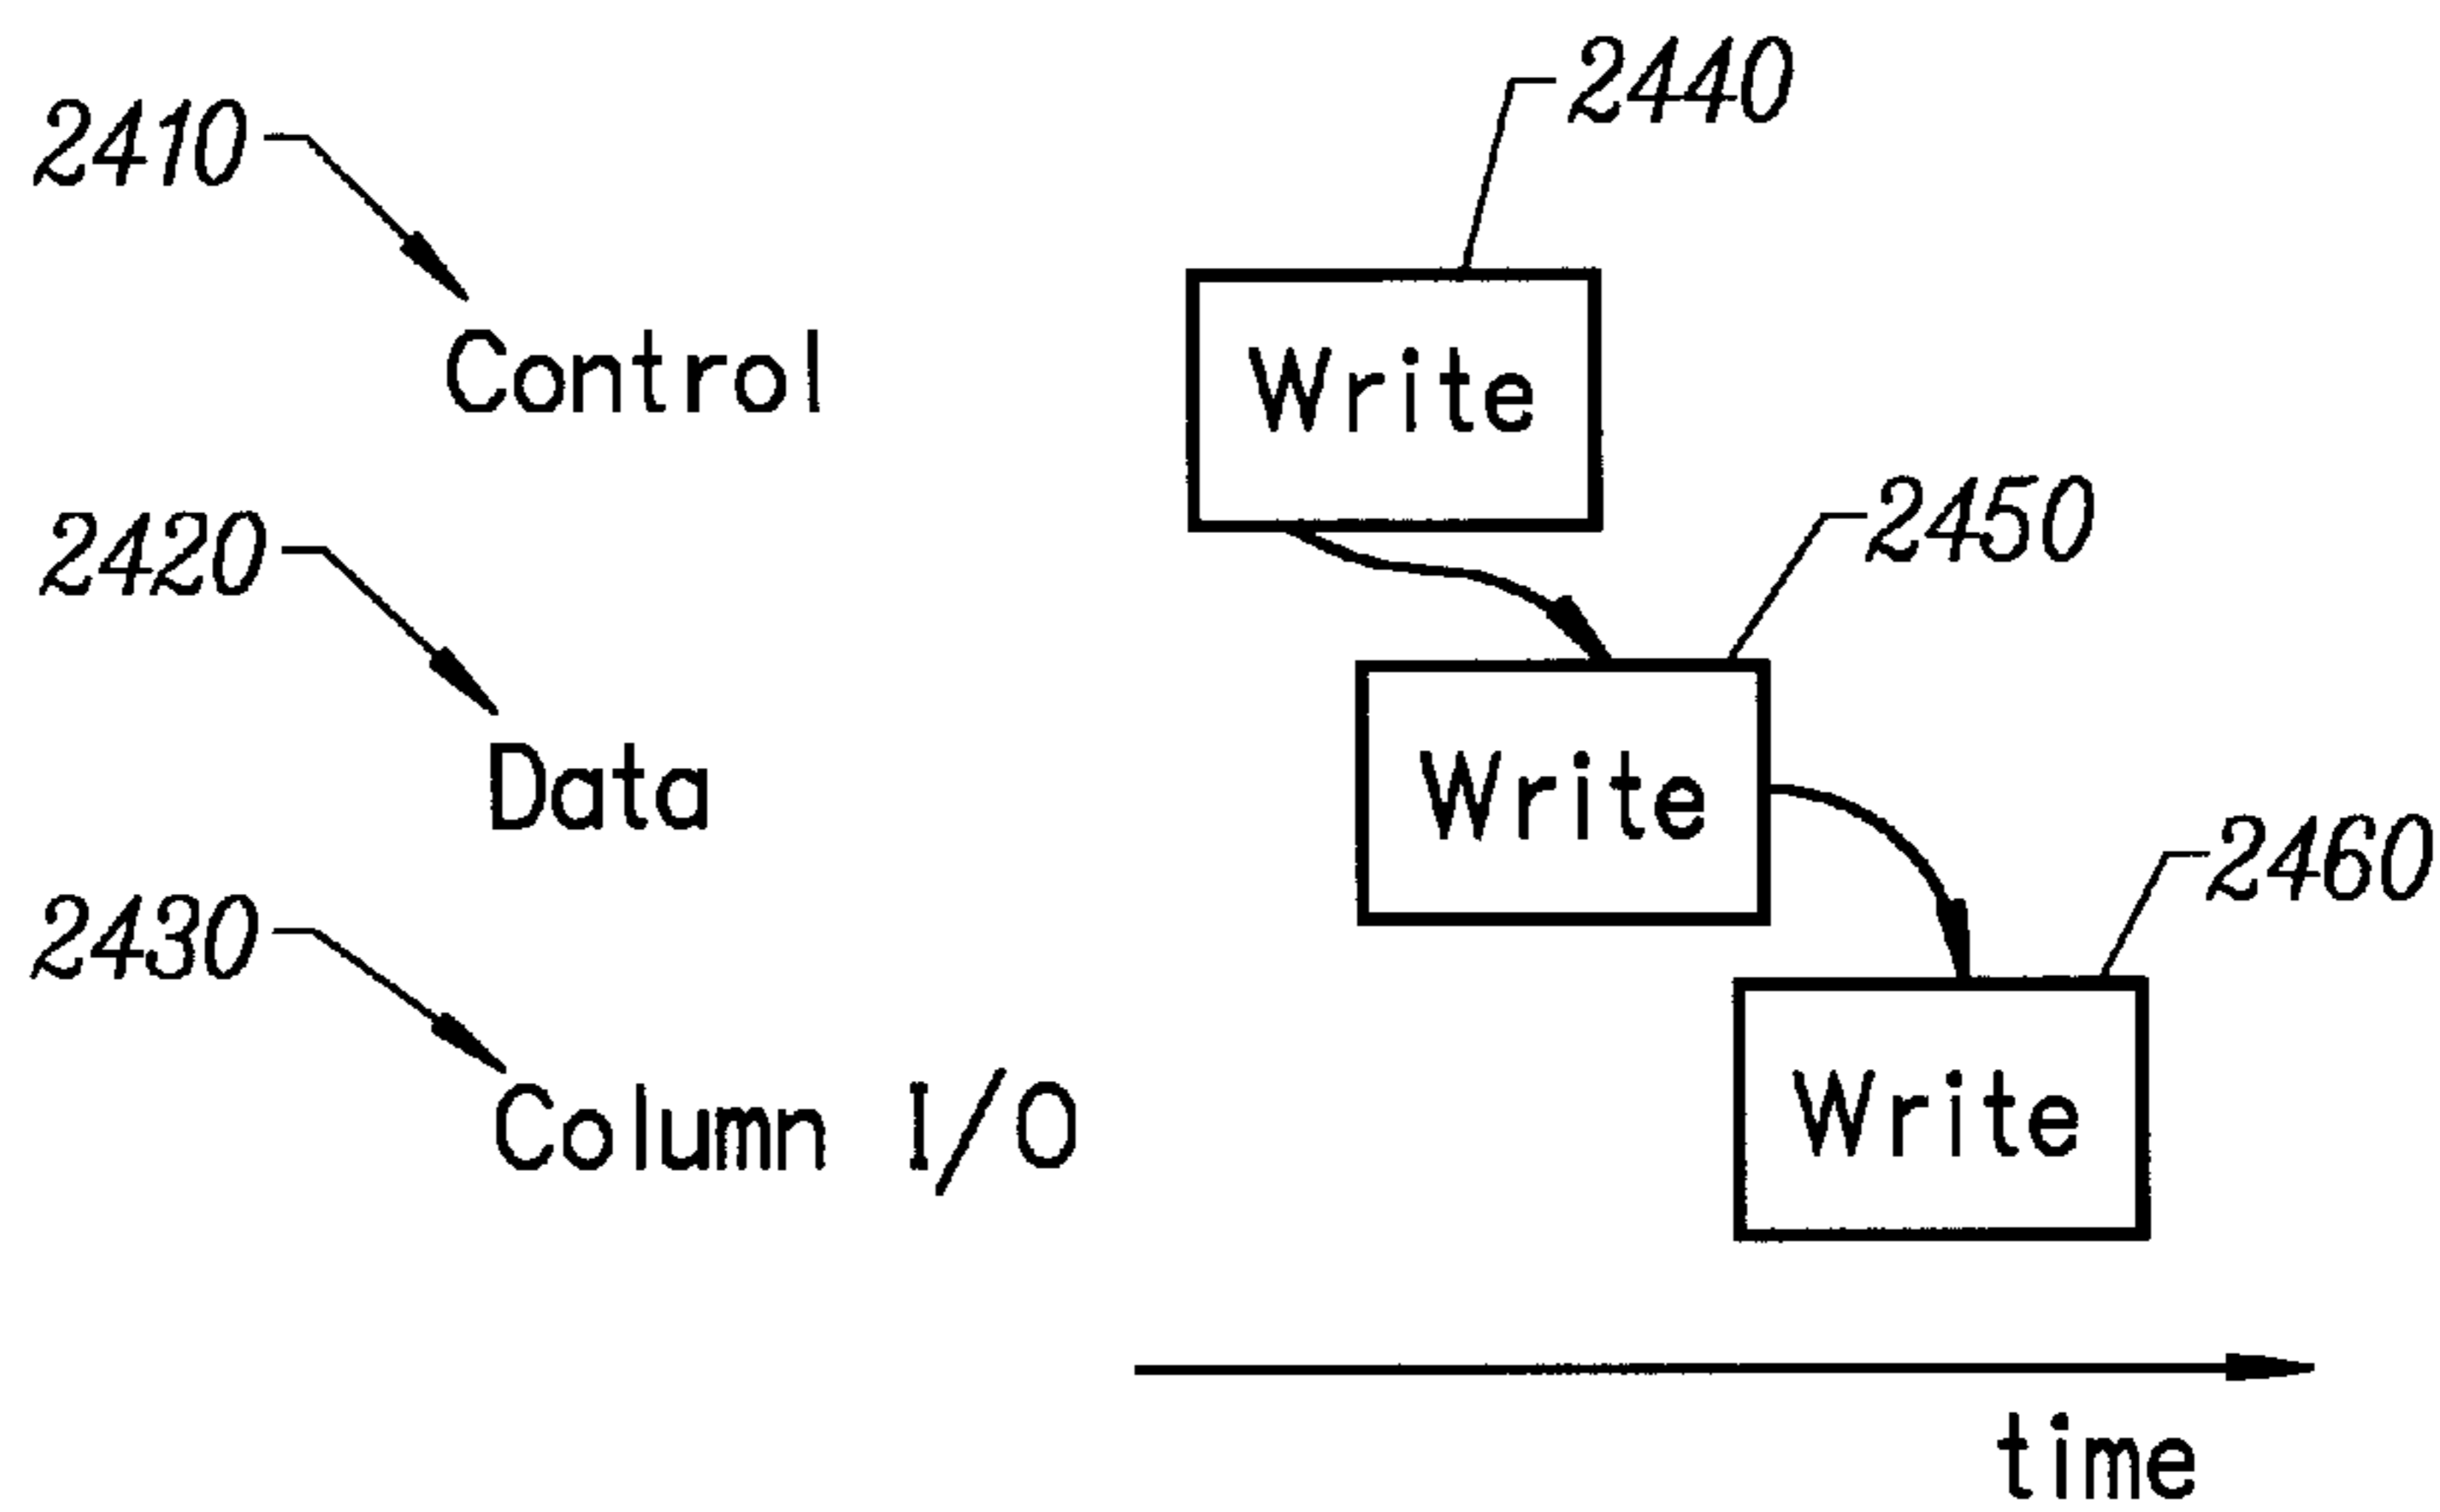 2440
2410
Control
Write
2450
2420
Data
Write
2460
2430
Column I/O
Write
time